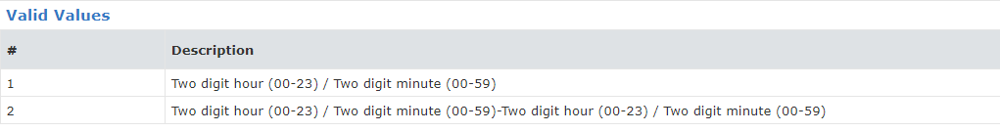 Valid Values
# Description
1 Two digit hour (00-23) / Two digit minute (00-59)
2 Two digit hour (00-23) / Two digit minute (00-59)-Two digit hour (00-23) / Two digit minute (00-59)